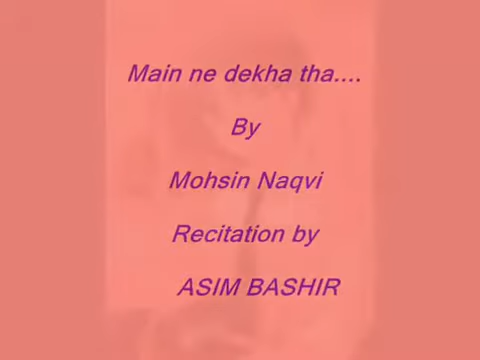 Main ne dekha tha....
By
Mohsin Naqvi
Recitation by
ASIM BASHIR